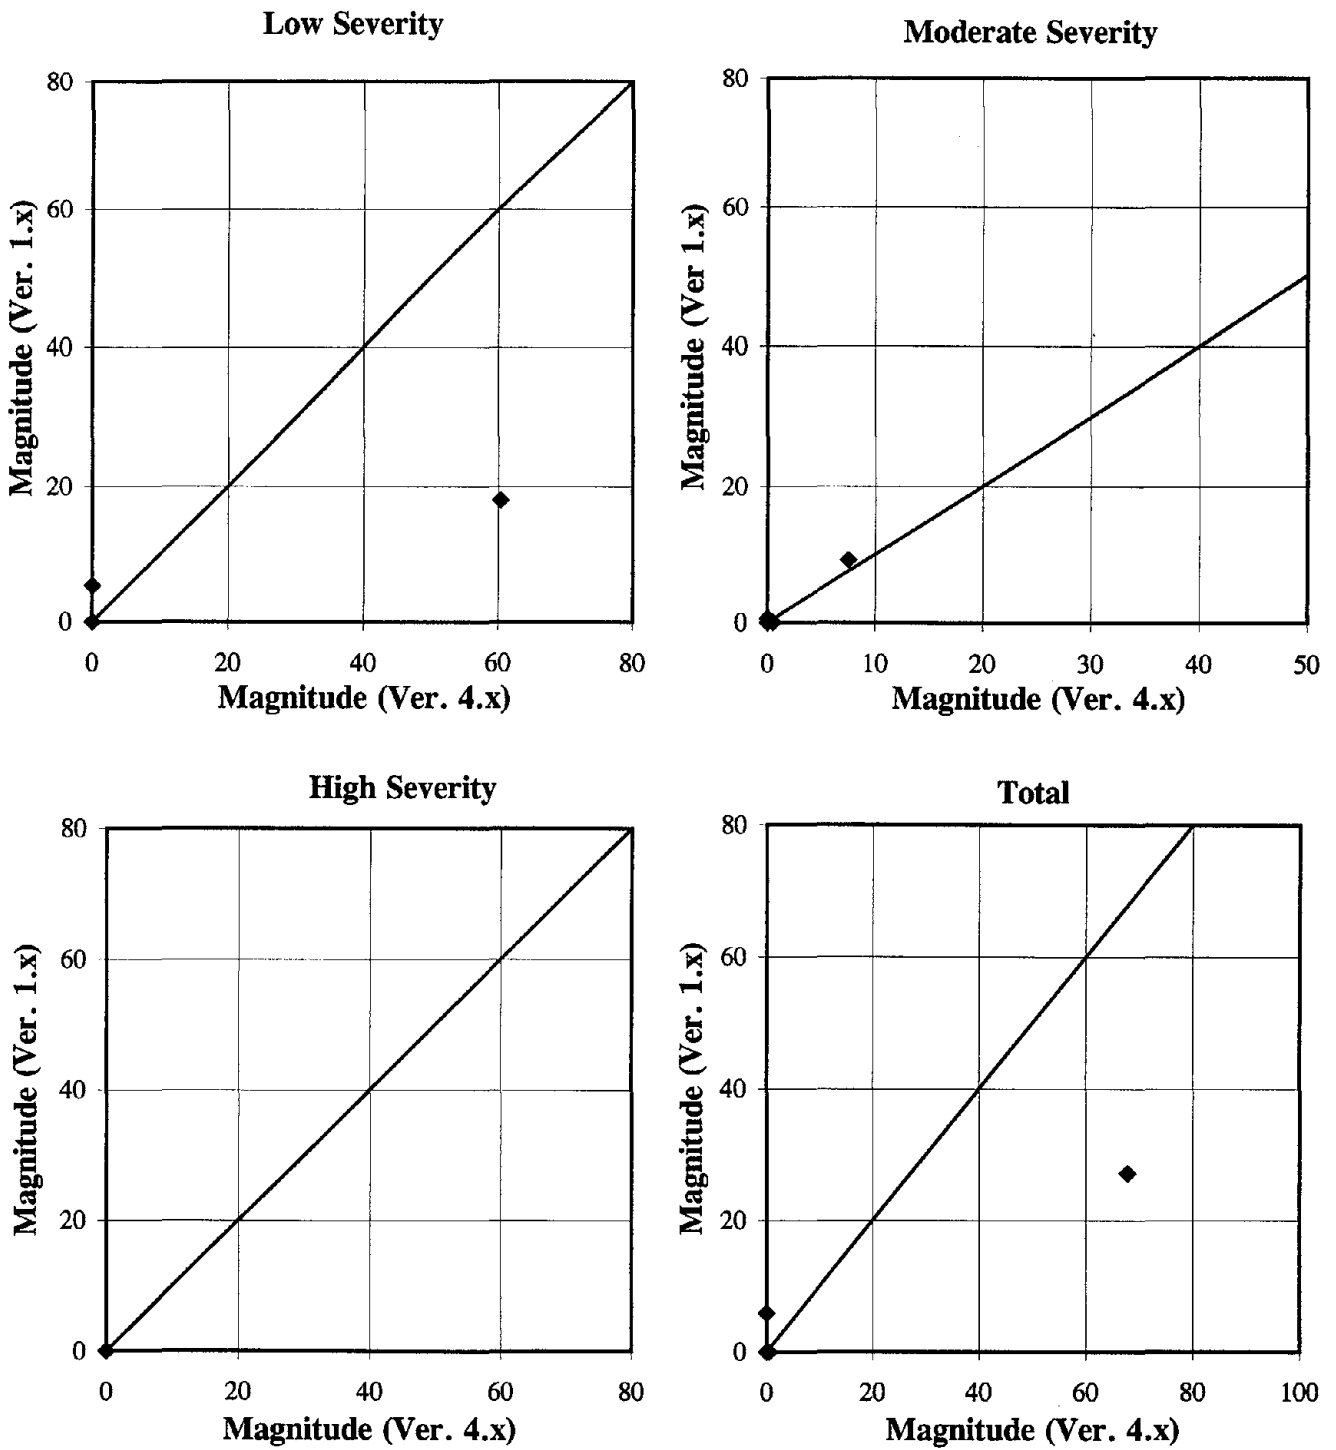 Low Severity
80
60
40
20
0
Magnitude (Ver. 1.x)
0 20 40 60 80
Magnitude (Ver. 4.x)
Moderate Severity
80
60
40
20
0
Magnitude (Ver 1.x)
0 10 20 30 40 50
Magnitude (Ver. 4.x)
High Severity
80
60
40
20
0
Magnitude (Ver. 1.x)
0 20 40 60 80
Magnitude (Ver. 4.x)
Total
80
60
40
20
0
Magnitude (Ver. 1.x)
0 20 40 60 80 100
Magnitude (Ver. 4.x)